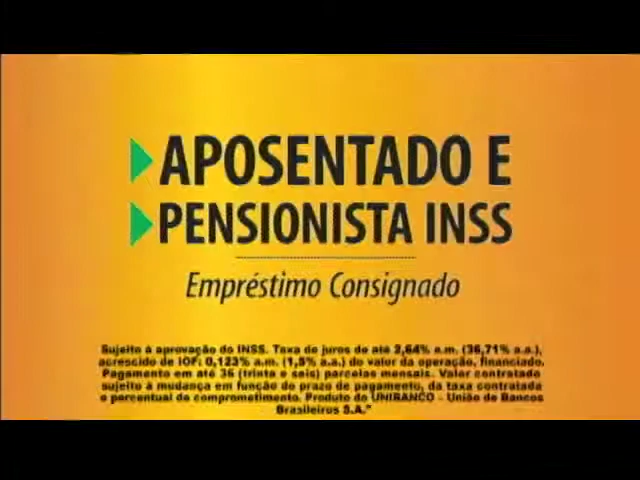 APOSENTADO E
PENSIONISTA INSS
Empréstimo Consignado
Sujeito à aprovação do INSS. Taxa de juros de até 2,64% a.m. (36,71% a.a.),
acrescido de IOF: 0,123% a.m. (1,5% a.a.) do valor da operação, financiado.
Pagamento em até 36 (trinta e seis) parcelas mensais. Valor contratado
sujeito à mudança em função do prazo de pagamento, da taxa contratada
e percentual de comprometimento. Produto do UNIBANCO - União de Bancos
Brasileiros S.A."